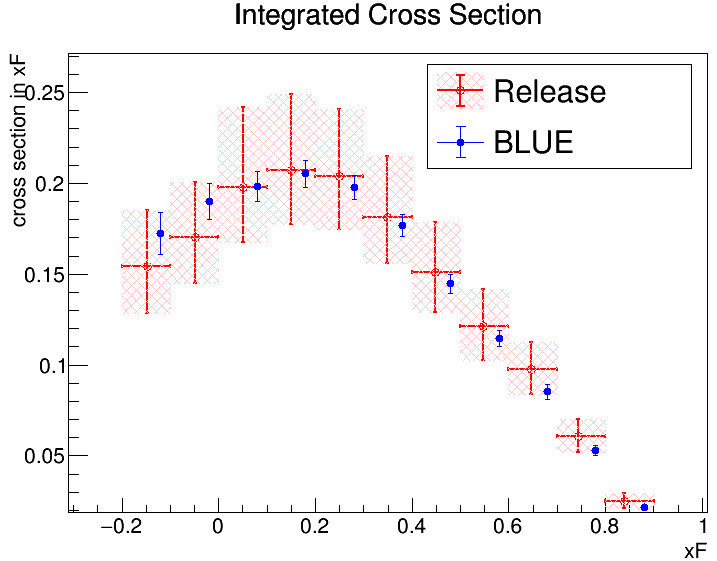 Integrated Cross Section
cross section in xF
0.25
0.2
0.15
0.1
0.05
Release
BLUE
−0.2 0 0.2 0.4 0.6 0.8 1
xF